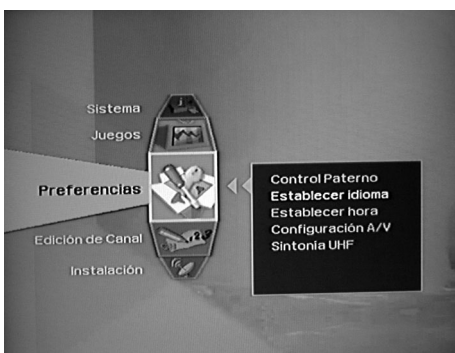 Sistema
Juegos
Preferencias
Edición de Canal
Instalación
Control Paterno
Establecer idioma
Establecer hora
Configuración A/V
Sintonía UHF